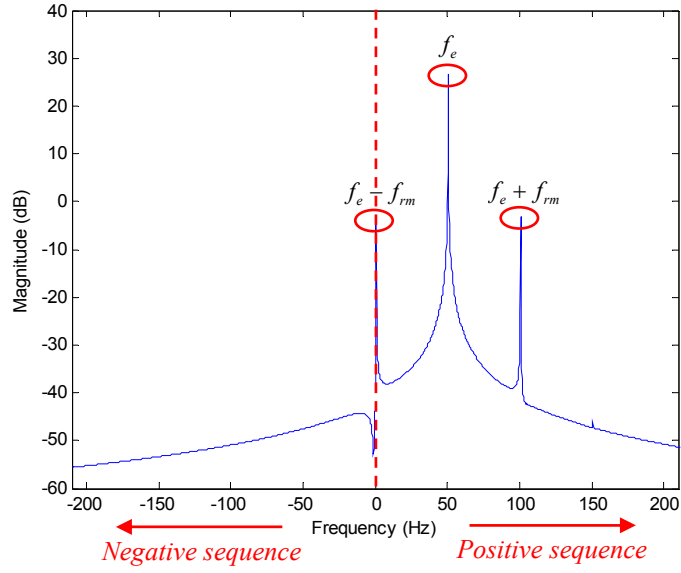 40
30
20
10
0
-10
-20
-30
-40
-50
-60
Magnitude (dB)
f_e
f_e − f_rm
f_e + f_rm
-200 -150 -100 -50 0 50 100 150 200
Frequency (Hz)
Negative sequence
Positive sequence